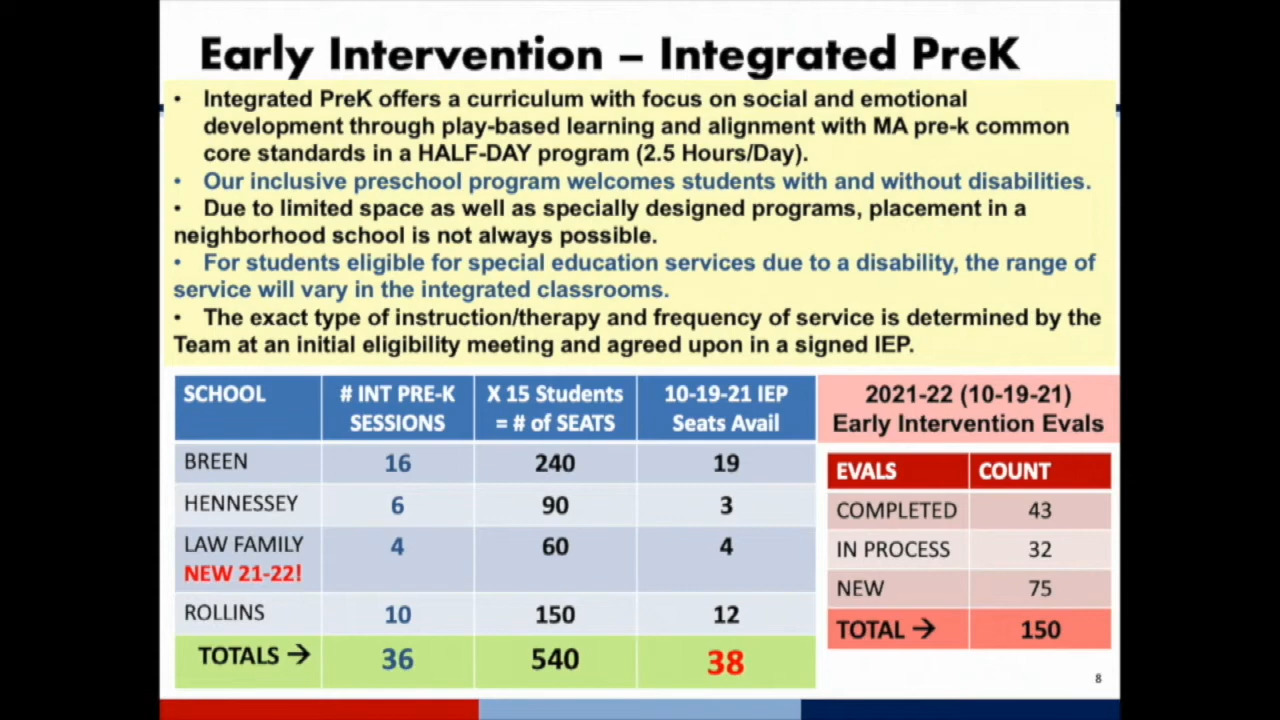 Early Intervention – Integrated PreK
• Integrated PreK offers a curriculum with focus on social and emotional
development through play-based learning and alignment with MA pre-k common
core standards in a HALF-DAY program (2.5 Hours/Day).
• Our inclusive preschool program welcomes students with and without disabilities.
• Due to limited space as well as specially designed programs, placement in a
neighborhood school is not always possible.
• For students eligible for special education services due to a disability, the range of
service will vary in the integrated classrooms.
• The exact type of instruction/therapy and frequency of service is determined by the
Team at an initial eligibility meeting and agreed upon in a signed IEP.
SCHOOL # INT PRE-K X 15 Students 10-19-21 IEP
SESSIONS = # of SEATS Seats Avail
BREEN 16 240 19
HENNESSEY 6 90 3
LAW FAMILY 4 60 4
NEW 21-22!
ROLLINS 10 150 12
TOTALS → 36 540 38
2021-22 (10-19-21)
Early Intervention Evals
EVALS COUNT
COMPLETED 43
IN PROCESS 32
NEW 75
TOTAL → 150
8